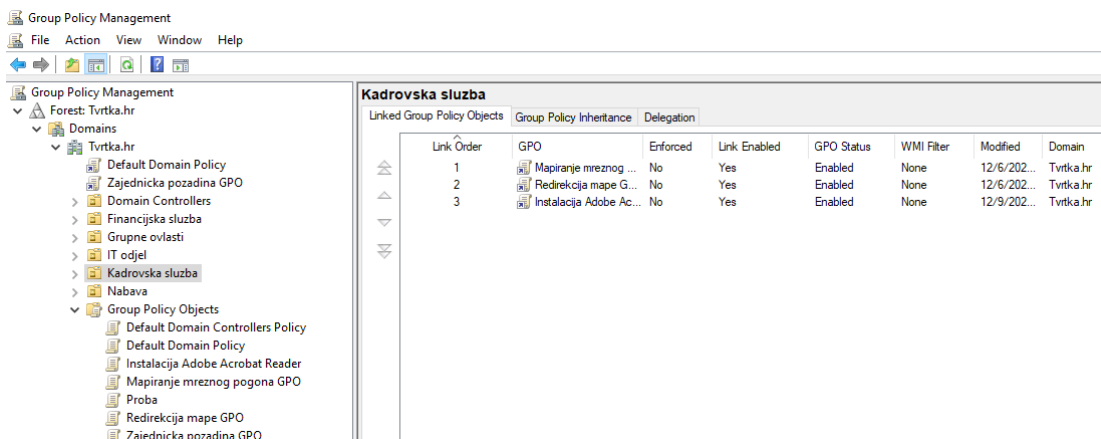 Group Policy Management
File Action View Window Help
Group Policy Management
Forest: Tvrtka.hr
Domains
Tvrtka.hr
Default Domain Policy
Zajednicka pozadina GPO
Domain Controllers
Financijska sluzba
Grupne ovlasti
IT odjel
Kadrovska sluzba
Nabava
Group Policy Objects
Default Domain Controllers Policy
Default Domain Policy
Instalacija Adobe Acrobat Reader
Mapiranje mreznog pogona GPO
Proba
Redirekcija mape GPO
Zajednicka pozadina GPO
Kadrovska sluzba
Linked Group Policy Objects Group Policy Inheritance Delegation
Link Order GPO Enforced Link Enabled GPO Status WMI Filter Modified Domain
1 Mapiranje mreznog ... No Yes Enabled None 12/6/202... Tvrtka.hr
2 Redirekcija mape G... No Yes Enabled None 12/6/202... Tvrtka.hr
3 Instalacija Adobe Ac... No Yes Enabled None 12/9/202... Tvrtka.hr